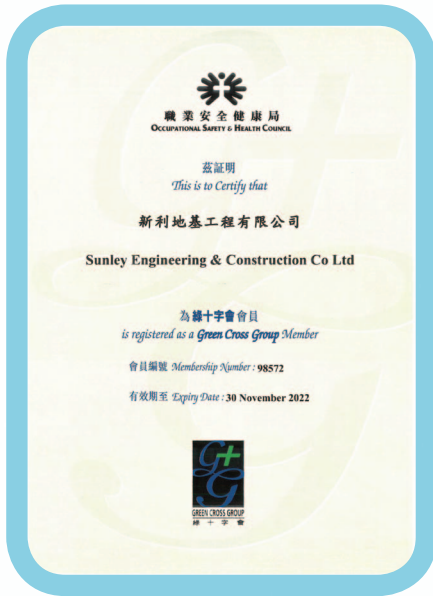 職業安全健康局
OCCUPATIONAL SAFETY & HEALTH COUNCIL
茲証明
This is to Certify that
新利地基工程有限公司
Sunley Engineering & Construction Co Ltd
為綠十字會會員
is registered as a Green Cross Group Member
會員編號 Membership Number : 98572
有效期至 Expiry Date : 30 November 2022
G+G
GREEN CROSS GROUP
綠十字會